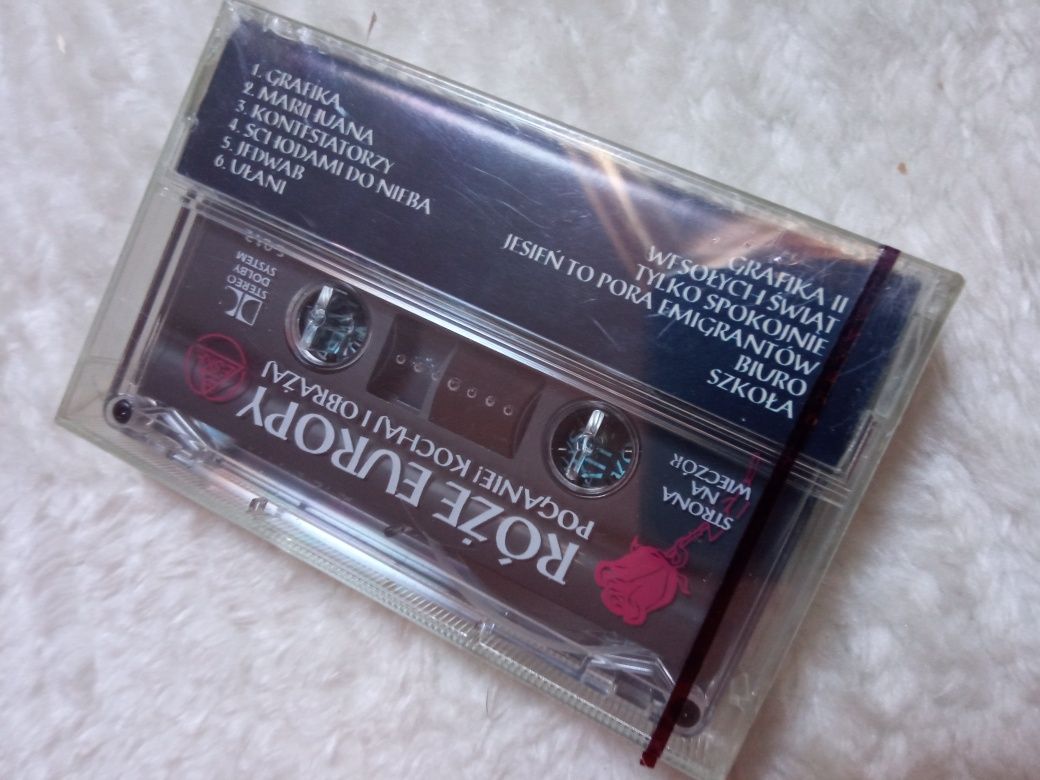 1. GRAFIKA
2. MARIHUANA
3. KONTESTATORZY
4. SCHODAMI DO NIEBA
5. JEDWAB
6. UŁANI
GRAFIKA II
WESOŁYCH ŚWIĄT
TYLKO SPOKOJNIE
JESIEŃ TO PORA EMIGRANTÓW
BIURO
SZKOŁA
RÓŻE EUROPY
POGANIE! KOCHAJ I OBRAŻAJ
STRONA
NA
WIECZÓR
STEREO
DOLBY
SYSTEM